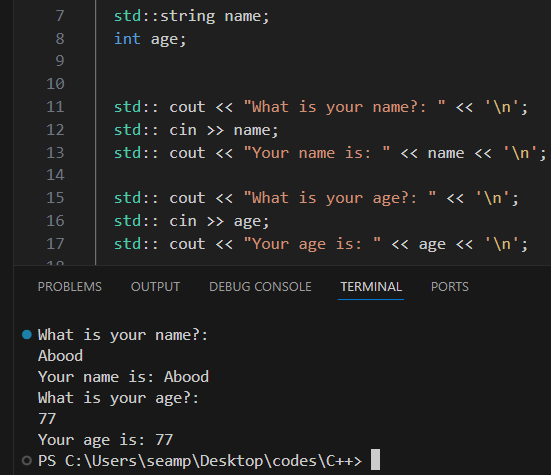 7 std::string name;
8 int age;
9
10
11 std:: cout << "What is your name?: " << '\n';
12 std:: cin >> name;
13 std:: cout << "Your name is: " << name << '\n';
14
15 std:: cout << "What is your age?: " << '\n';
16 std:: cin >> age;
17 std:: cout << "Your age is: " << age << '\n';
PROBLEMS OUTPUT DEBUG CONSOLE TERMINAL PORTS
What is your name?:
Abood
Your name is: Abood
What is your age?:
77
Your age is: 77
PS C:\Users\seamp\Desktop\codes\C++>